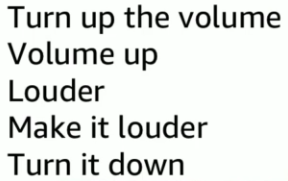 Turn up the volume
Volume up
Louder
Make it louder
Turn it down